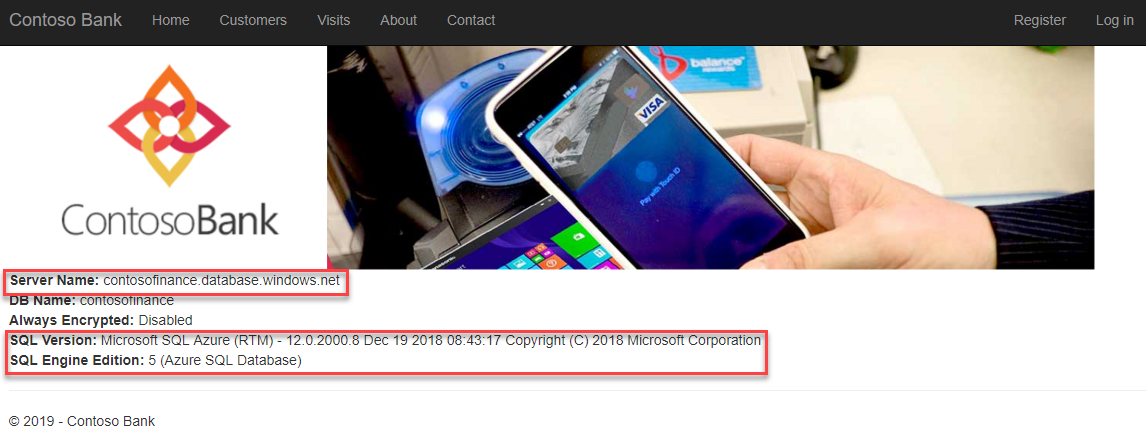 Contoso Bank Home Customers Visits About Contact Register Log in
balance
rewards
VISA
Pay with Touch ID
ContosoBank
Server Name: contosofinance.database.windows.net
DB Name: contosofinance
Always Encrypted: Disabled
SQL Version: Microsoft SQL Azure (RTM) - 12.0.2000.8 Dec 19 2018 08:43:17 Copyright (C) 2018 Microsoft Corporation
SQL Engine Edition: 5 (Azure SQL Database)
© 2019 - Contoso Bank